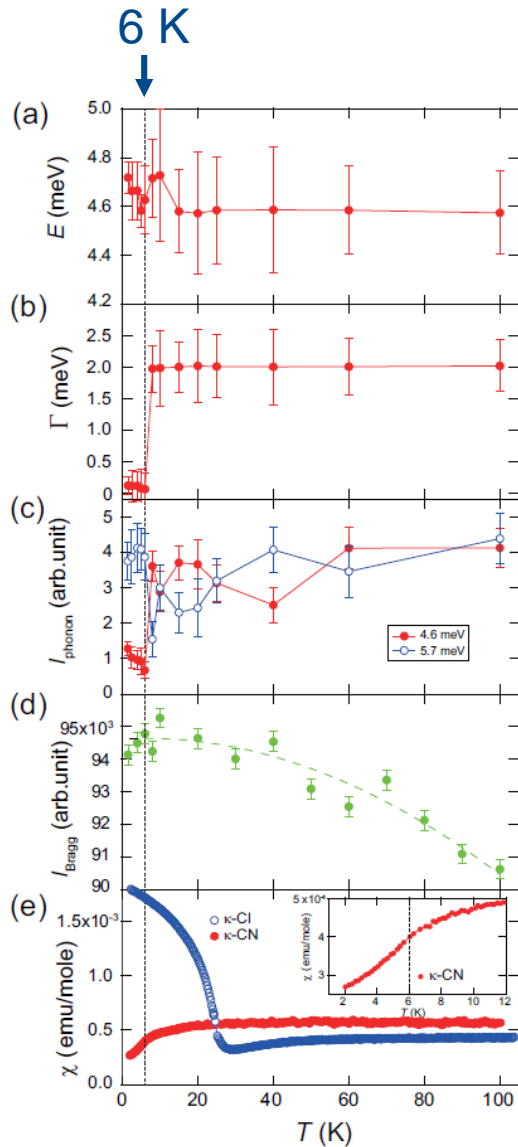 6 K
(a)
5.0
4.8
4.6
4.4
4.2
E (meV)
(b)
2.5
2.0
1.5
1.0
0.5
0
Γ (meV)
(c)
5
4
3
2
1
0
I phonon (arb.unit)
4.6 meV
5.7 meV
(d)
95x10³
94
93
92
91
90
I Bragg (arb.unit)
(e)
1.5x10⁻³
1.0
0.5
0.0
χ (emu/mole)
κ-Cl
κ-CN
5x10⁻⁴
4
3
χ (emu/mole)
κ-CN
2 4 6 8 10 12
T (K)
0 20 40 60 80 100
T (K)